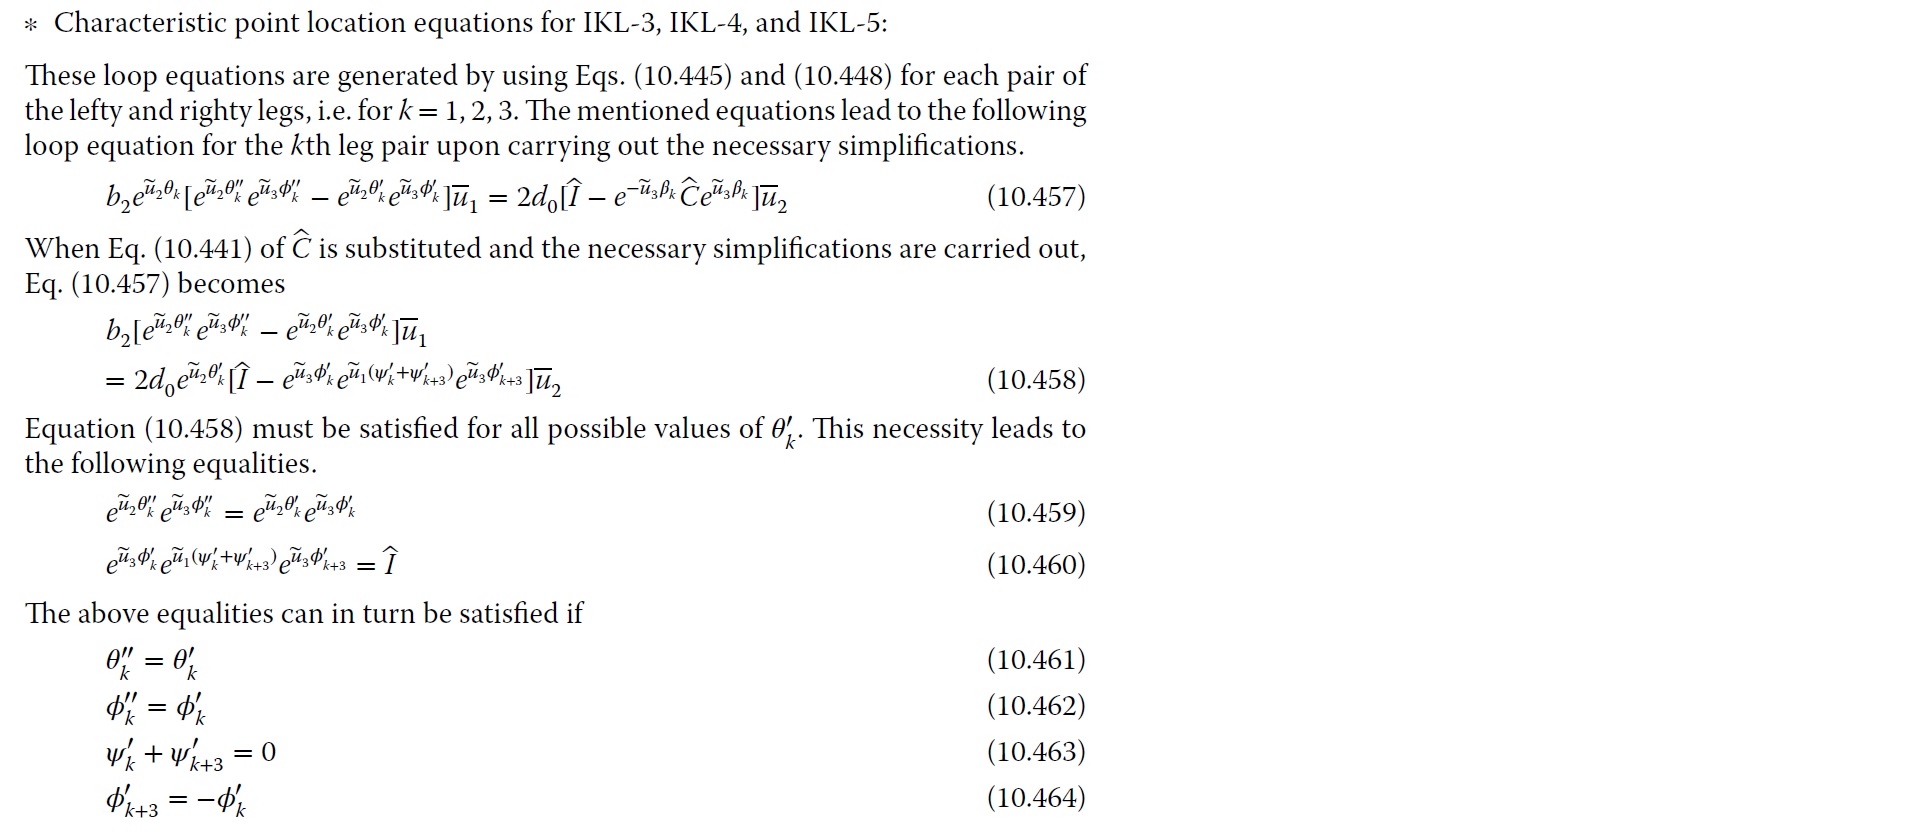 * Characteristic point location equations for IKL-3, IKL-4, and IKL-5:
These loop equations are generated by using Eqs. (10.445) and (10.448) for each pair of
the lefty and righty legs, i.e. for k = 1, 2, 3. The mentioned equations lead to the following
loop equation for the kth leg pair upon carrying out the necessary simplifications.
$b_2 e^{\tilde{u}_2\theta_k}[e^{\tilde{u}_2\theta''_k} e^{\tilde{u}_3\phi''_k} - e^{\tilde{u}_2\theta'_k} e^{\tilde{u}_3\phi'_k}]\bar{u}_1 = 2d_0[\hat{I} - e^{-\tilde{u}_3\beta_k}\hat{C}e^{\tilde{u}_3\beta_k}]\bar{u}_2$ (10.457)
When Eq. (10.441) of $\hat{C}$ is substituted and the necessary simplifications are carried out,
Eq. (10.457) becomes
$b_2[e^{\tilde{u}_2\theta''_k} e^{\tilde{u}_3\phi''_k} - e^{\tilde{u}_2\theta'_k} e^{\tilde{u}_3\phi'_k}]\bar{u}_1$
$= 2d_0 e^{\tilde{u}_2\theta'_k}[\hat{I} - e^{\tilde{u}_3\phi'_k} e^{\tilde{u}_1(\psi'_k+\psi'_{k+3})} e^{\tilde{u}_3\phi'_{k+3}}]\bar{u}_2$ (10.458)
Equation (10.458) must be satisfied for all possible values of $\theta'_k$. This necessity leads to
the following equalities.
$e^{\tilde{u}_2\theta''_k} e^{\tilde{u}_3\phi''_k} = e^{\tilde{u}_2\theta'_k} e^{\tilde{u}_3\phi'_k}$ (10.459)
$e^{\tilde{u}_3\phi'_k} e^{\tilde{u}_1(\psi'_k+\psi'_{k+3})} e^{\tilde{u}_3\phi'_{k+3}} = \hat{I}$ (10.460)
The above equalities can in turn be satisfied if
$\theta''_k = \theta'_k$ (10.461)
$\phi''_k = \phi'_k$ (10.462)
$\psi'_k + \psi'_{k+3} = 0$ (10.463)
$\phi'_{k+3} = -\phi'_k$ (10.464)